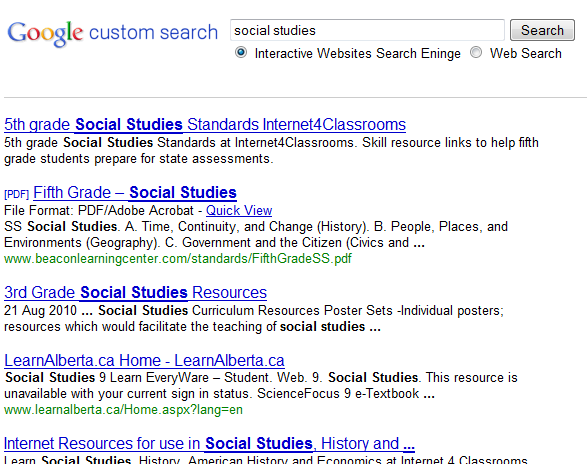 Google custom search
social studies
Search
Interactive Websites Search Eninge
Web Search
5th grade Social Studies Standards Internet4Classrooms
5th grade Social Studies Standards at Internet4Classrooms. Skill resource links to help fifth
grade students prepare for state assessments.
[PDF] Fifth Grade – Social Studies
File Format: PDF/Adobe Acrobat - Quick View
SS Social Studies. A. Time, Continuity, and Change (History). B. People, Places, and
Environments (Geography). C. Government and the Citizen (Civics and ...
www.beaconlearningcenter.com/standards/FifthGradeSS.pdf
3rd Grade Social Studies Resources
21 Aug 2010 ... Social Studies Curriculum Resources Poster Sets -Individual posters;
resources which would facilitate the teaching of social studies ...
LearnAlberta.ca Home - LearnAlberta.ca
Social Studies 9 Learn EveryWare – Student. Web. 9. Social Studies. This resource is
unavailable with your current sign in status. ScienceFocus 9 e-Textbook ...
www.learnalberta.ca/Home.aspx?lang=en
Internet Resources for use in Social Studies, History and ...
Learn Social Studies, History, American History and Economics at Internet 4 Classrooms